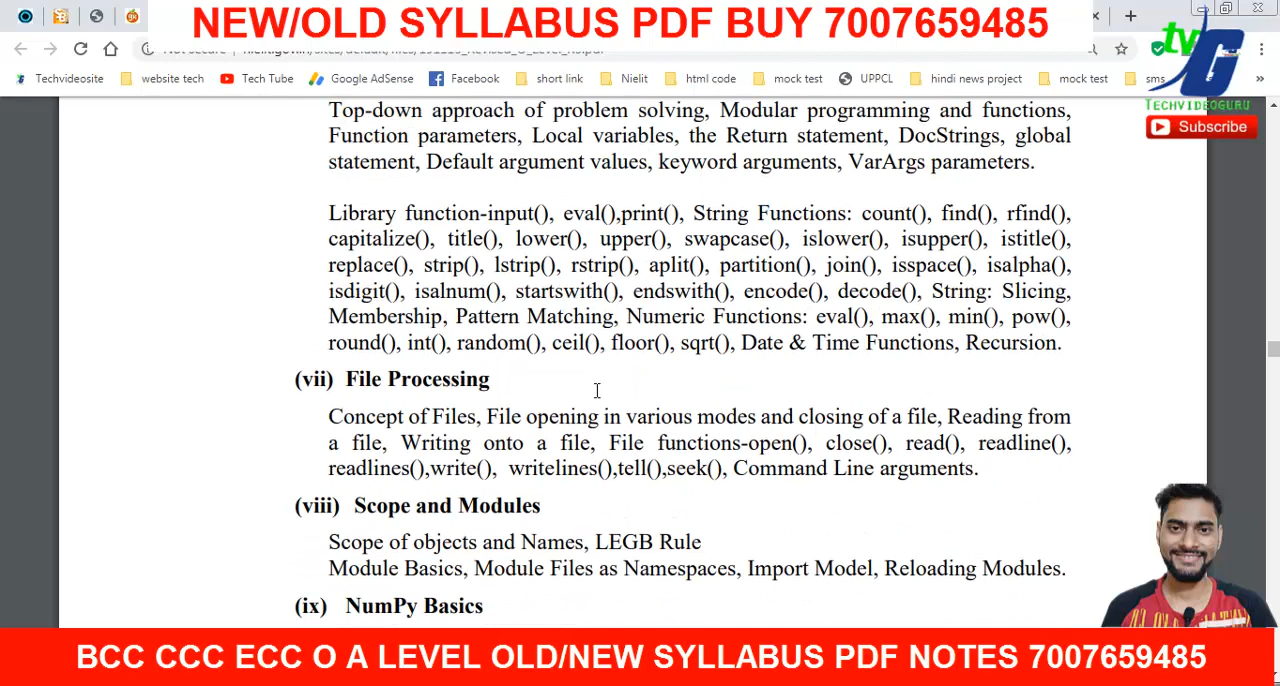 NEW/OLD SYLLABUS PDF BUY 7007659485
Techvideosite
website tech
Tech Tube
Google AdSense
Facebook
short link
Nielit
html code
mock test
UPPCL
hindi news project
mock test
sms
»
TECHVIDEOGURU
Subscribe
Top-down approach of problem solving, Modular programming and functions,
Function parameters, Local variables, the Return statement, DocStrings, global
statement, Default argument values, keyword arguments, VarArgs parameters.
Library function-input(), eval(),print(), String Functions: count(), find(), rfind(),
capitalize(), title(), lower(), upper(), swapcase(), islower(), isupper(), istitle(),
replace(), strip(), lstrip(), rstrip(), aplit(), partition(), join(), isspace(), isalpha(),
isdigit(), isalnum(), startswith(), endswith(), encode(), decode(), String: Slicing,
Membership, Pattern Matching, Numeric Functions: eval(), max(), min(), pow(),
round(), int(), random(), ceil(), floor(), sqrt(), Date & Time Functions, Recursion.
(vii) File Processing
Concept of Files, File opening in various modes and closing of a file, Reading from
a file, Writing onto a file, File functions-open(), close(), read(), readline(),
readlines(),write(), writelines(),tell(),seek(), Command Line arguments.
(viii) Scope and Modules
Scope of objects and Names, LEGB Rule
Module Basics, Module Files as Namespaces, Import Model, Reloading Modules.
(ix) NumPy Basics
BCC CCC ECC O A LEVEL OLD/NEW SYLLABUS PDF NOTES 7007659485